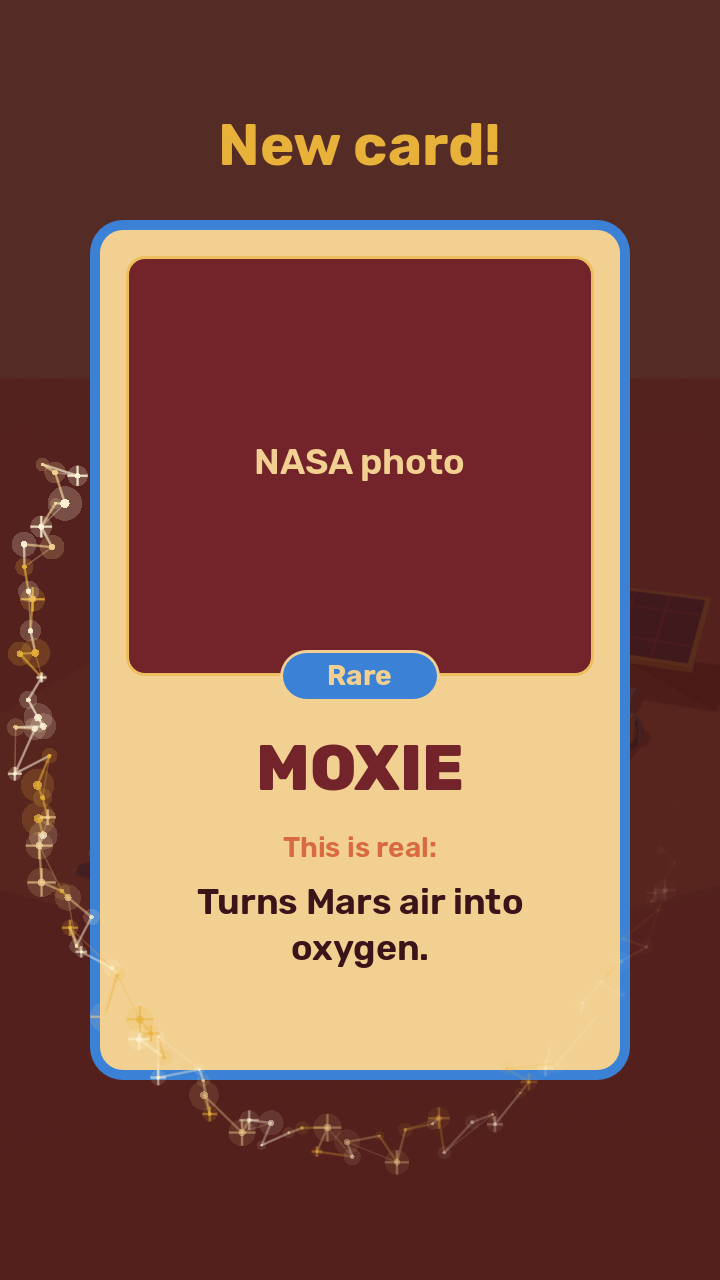 New card!
NASA photo
Rare
MOXIE
This is real:
Turns Mars air into
oxygen.